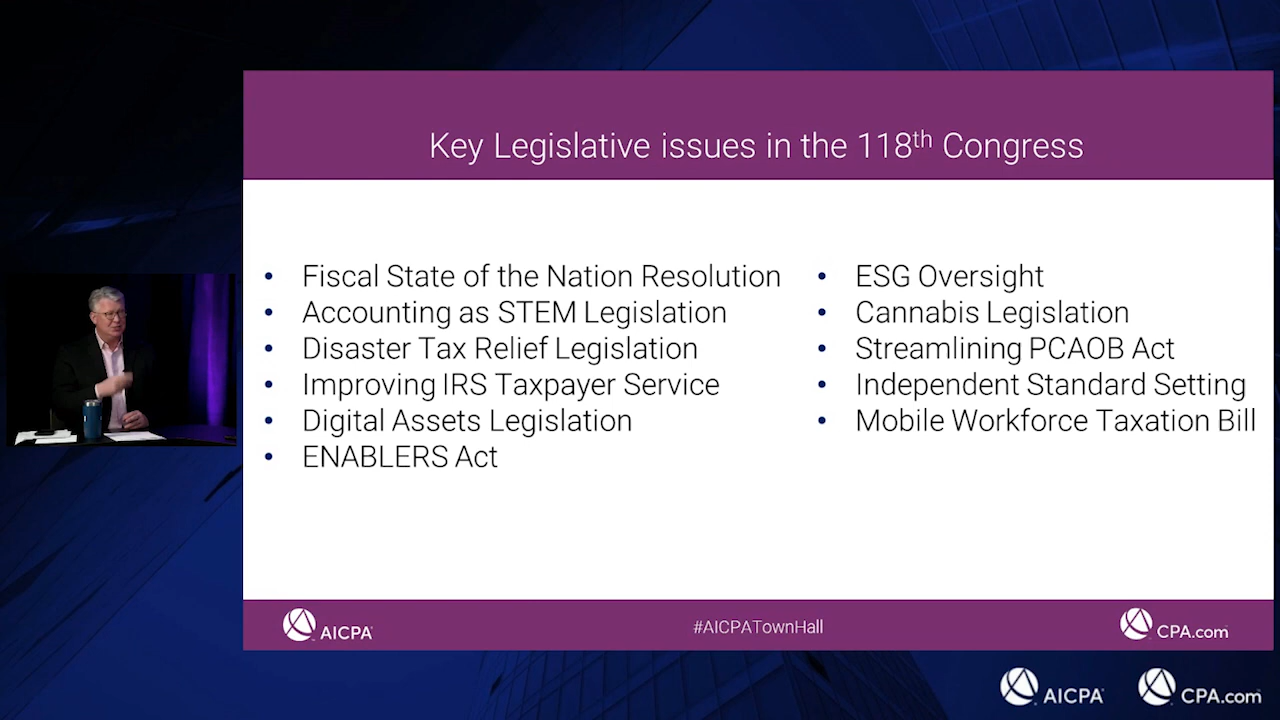 Key Legislative issues in the 118th Congress
• Fiscal State of the Nation Resolution
• Accounting as STEM Legislation
• Disaster Tax Relief Legislation
• Improving IRS Taxpayer Service
• Digital Assets Legislation
• ENABLERS Act
• ESG Oversight
• Cannabis Legislation
• Streamlining PCAOB Act
• Independent Standard Setting
• Mobile Workforce Taxation Bill
AICPA
#AICPATownHall
CPA.com
AICPA
CPA.com